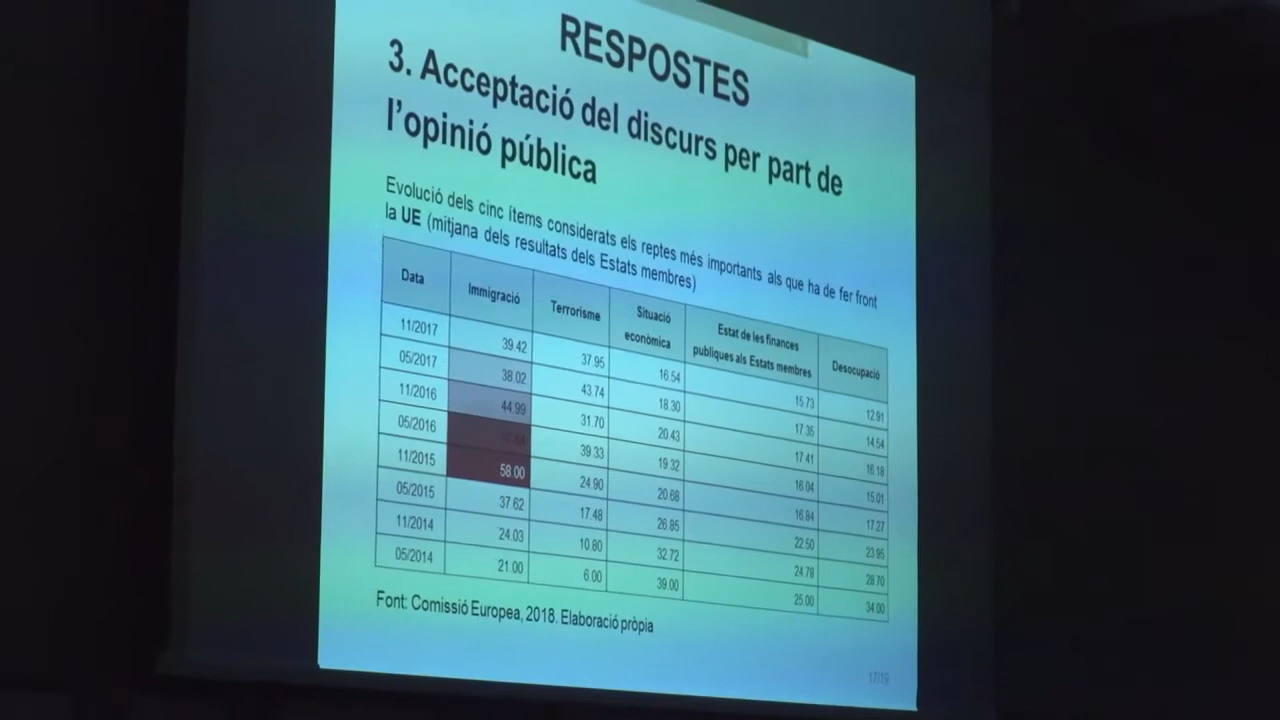 RESPOSTES
3. Acceptació del discurs per part de
l'opinió pública
Evolució dels cinc ítems considerats els reptes més importants als que ha de fer front
la UE (mitjana dels resultats dels Estats membres)
Data Immigració Terrorisme Situació econòmica Estat de les finances publiques als Estats membres Desocupació
11/2017 39.42 37.95 16.54 15.73 12.91
05/2017 38.02 43.74 18.30 17.35 14.54
11/2016 44.99 31.70 20.43 17.41 16.18
05/2016 39.33 19.32 16.04 15.01
11/2015 58.00 24.90 20.68 16.84 17.27
05/2015 37.62 17.48 26.85 22.50 23.95
11/2014 24.03 10.80 32.72 24.78 28.70
05/2014 21.00 6.00 39.00 25.00 34.00
Font: Comissió Europea, 2018. Elaboració pròpia
17/19